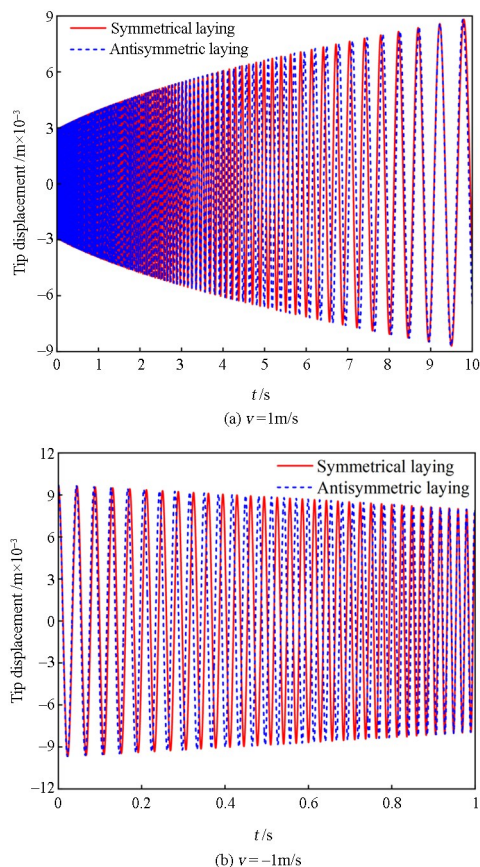 9
Symmetrical laying
Antisymmetric laying
6
3
0
−3
−6
−9
Tip displacement /m×10⁻³
0 1 2 3 4 5 6 7 8 9 10
t /s
(a) v = 1m/s
12
Symmetrical laying
Antisymmetric laying
9
6
3
0
−3
−6
−9
−12
Tip displacement /m×10⁻³
0 0.2 0.4 0.6 0.8 1
t /s
(b) v = −1m/s